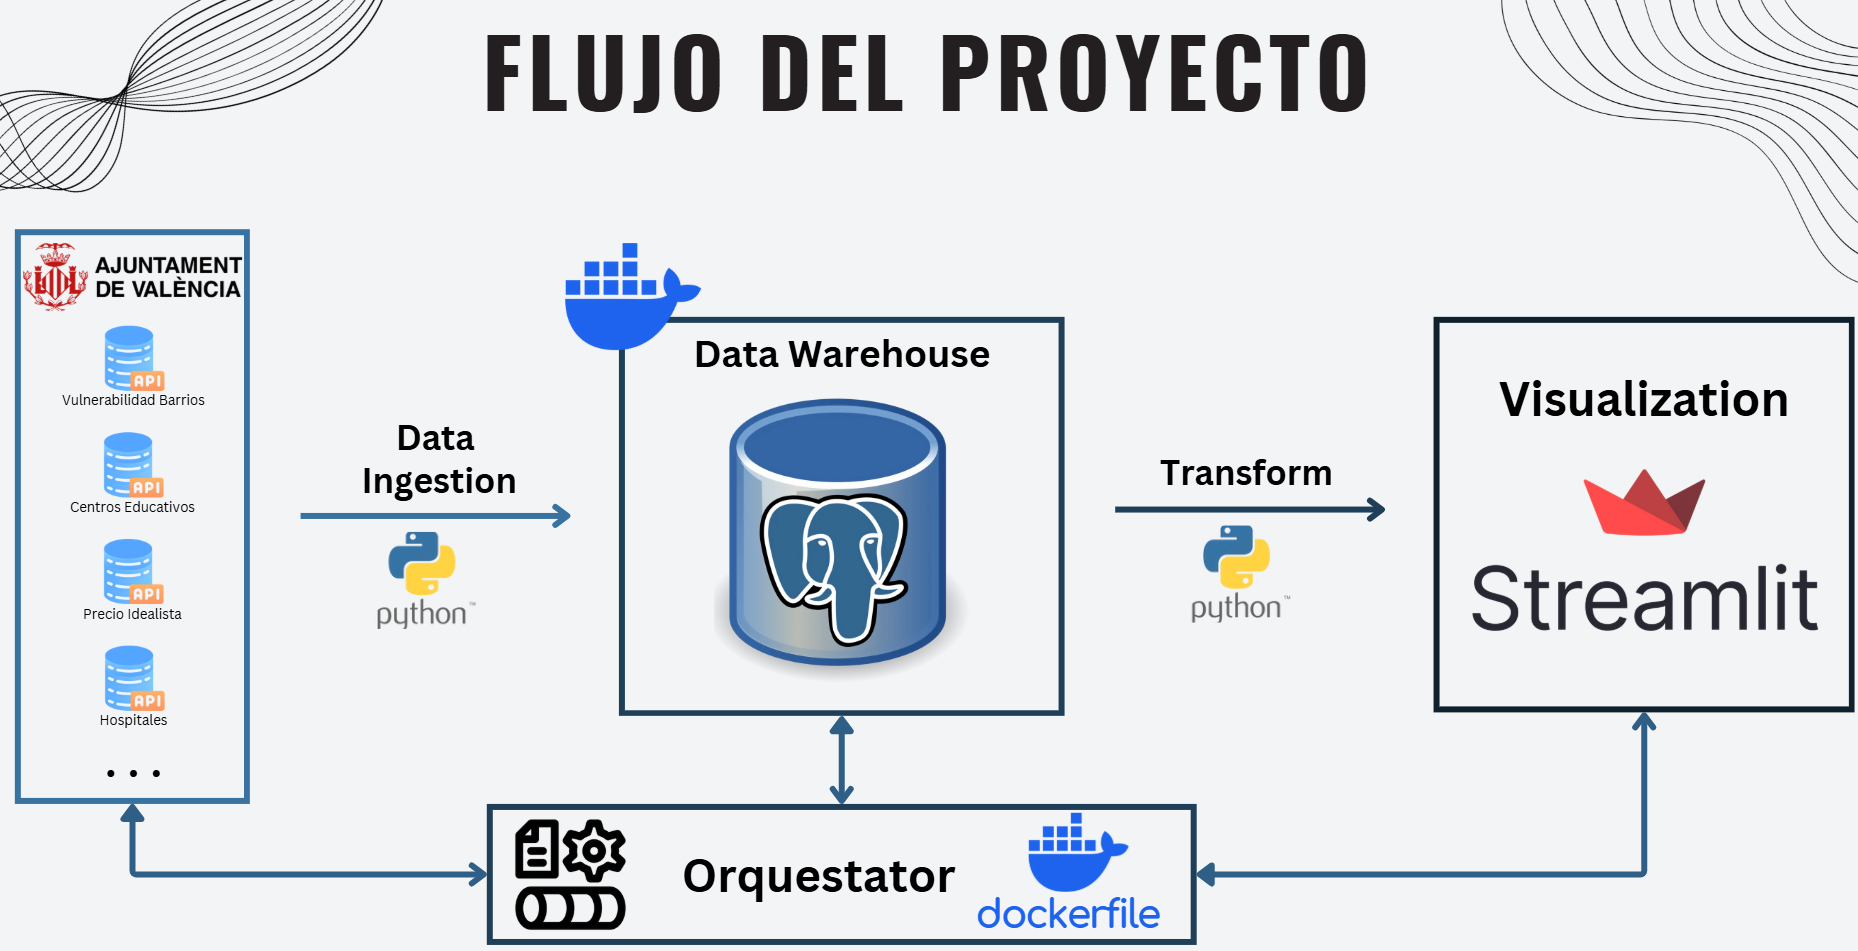 FLUJO DEL PROYECTO
AJUNTAMENT
DE VALÈNCIA
API
Vulnerabilidad Barrios
API
Centros Educativos
API
Precio Idealista
API
Hospitales
...
Data
Ingestion
python™
Data Warehouse
Transform
python™
Visualization
Streamlit
Orquestator
dockerfile